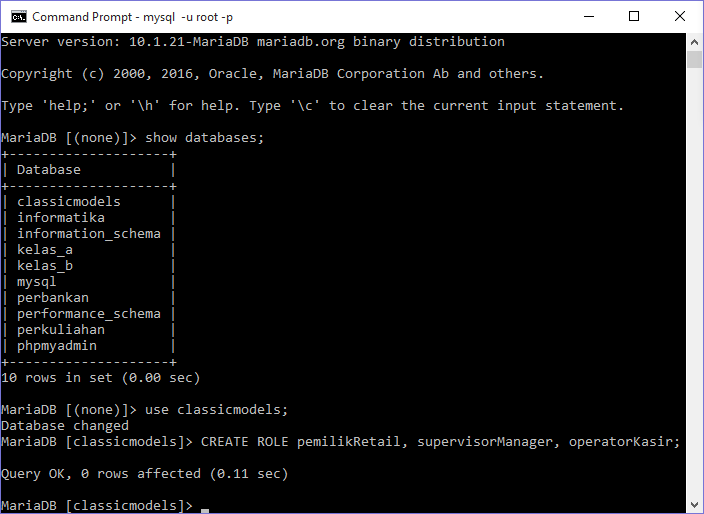 Command Prompt - mysql -u root -p
Server version: 10.1.21-MariaDB mariadb.org binary distribution
Copyright (c) 2000, 2016, Oracle, MariaDB Corporation Ab and others.
Type 'help;' or '\h' for help. Type '\c' to clear the current input statement.
MariaDB [(none)]> show databases;
+--------------------+
| Database           |
+--------------------+
| classicmodels      |
| informatika        |
| information_schema |
| kelas_a            |
| kelas_b            |
| mysql              |
| perbankan          |
| performance_schema |
| perkuliahan        |
| phpmyadmin         |
+--------------------+
10 rows in set (0.00 sec)
MariaDB [(none)]> use classicmodels;
Database changed
MariaDB [classicmodels]> CREATE ROLE pemilikRetail, supervisorManager, operatorKasir;
Query OK, 0 rows affected (0.11 sec)
MariaDB [classicmodels]> _